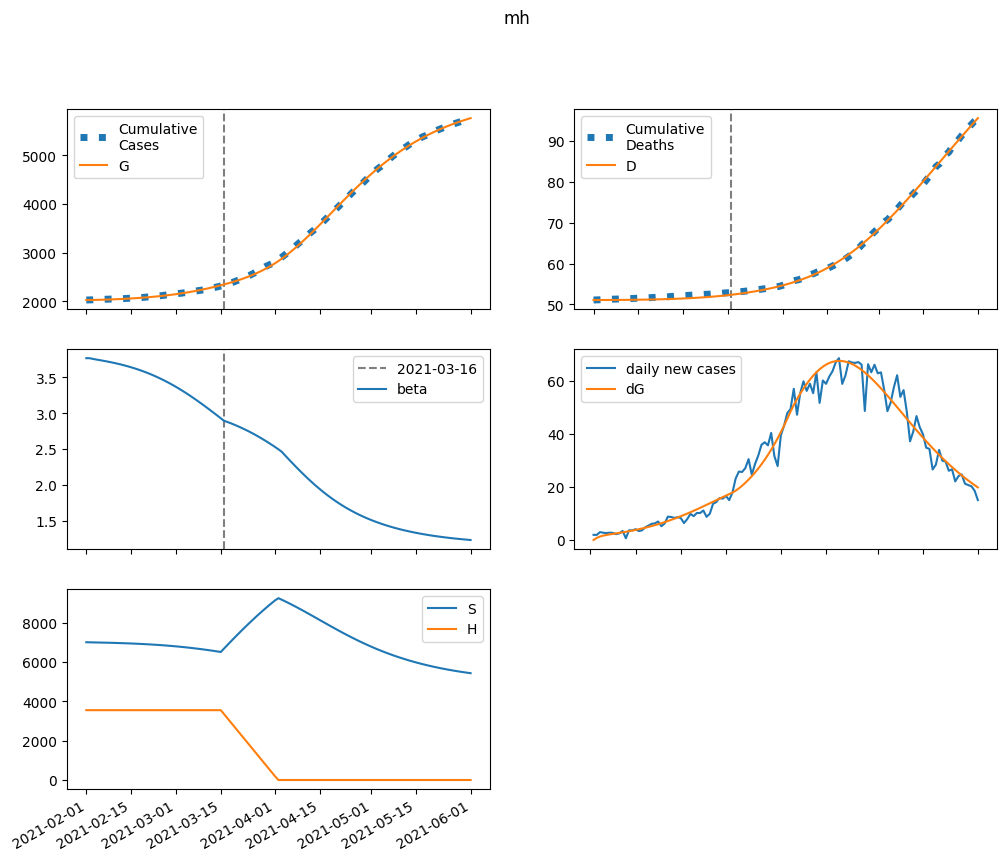 mh
Cumulative
Cases
G
5000
4000
3000
2000
Cumulative
Deaths
D
90
80
70
60
50
2021-03-16
beta
3.5
3.0
2.5
2.0
1.5
daily new cases
dG
60
40
20
0
S
H
8000
6000
4000
2000
0
2021-02-01
2021-02-15
2021-03-01
2021-03-15
2021-04-01
2021-04-15
2021-05-01
2021-05-15
2021-06-01